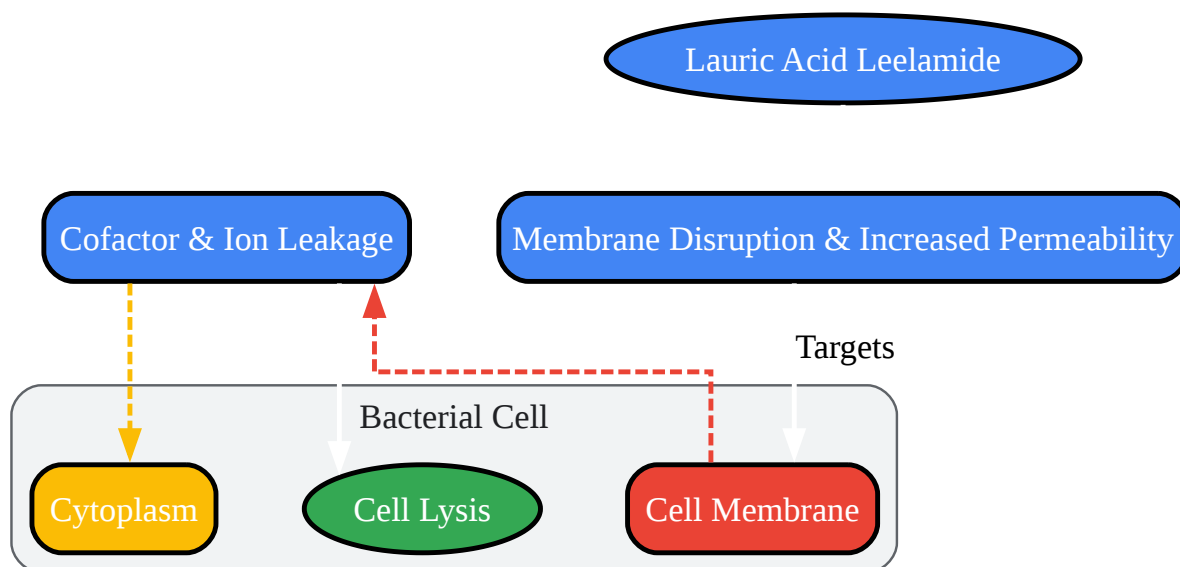 Lauric Acid Leelamide
Cofactor & Ion Leakage
Membrane Disruption & Increased Permeability
Targets
Bacterial Cell
Cytoplasm
Cell Lysis
Cell Membrane